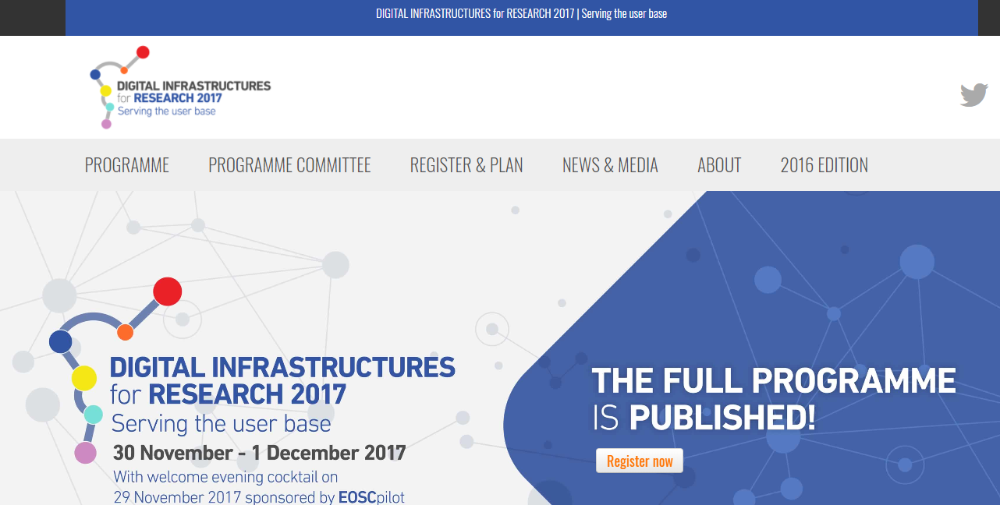 DIGITAL INFRASTRUCTURES for RESEARCH 2017 | Serving the user base
DIGITAL INFRASTRUCTURES
for RESEARCH 2017
Serving the user base
PROGRAMME
PROGRAMME COMMITTEE
REGISTER & PLAN
NEWS & MEDIA
ABOUT
2016 EDITION
DIGITAL INFRASTRUCTURES
for RESEARCH 2017
Serving the user base
30 November - 1 December 2017
With welcome evening cocktail on
29 November 2017 sponsored by EOSCpilot
THE FULL PROGRAMME
IS PUBLISHED!
Register now